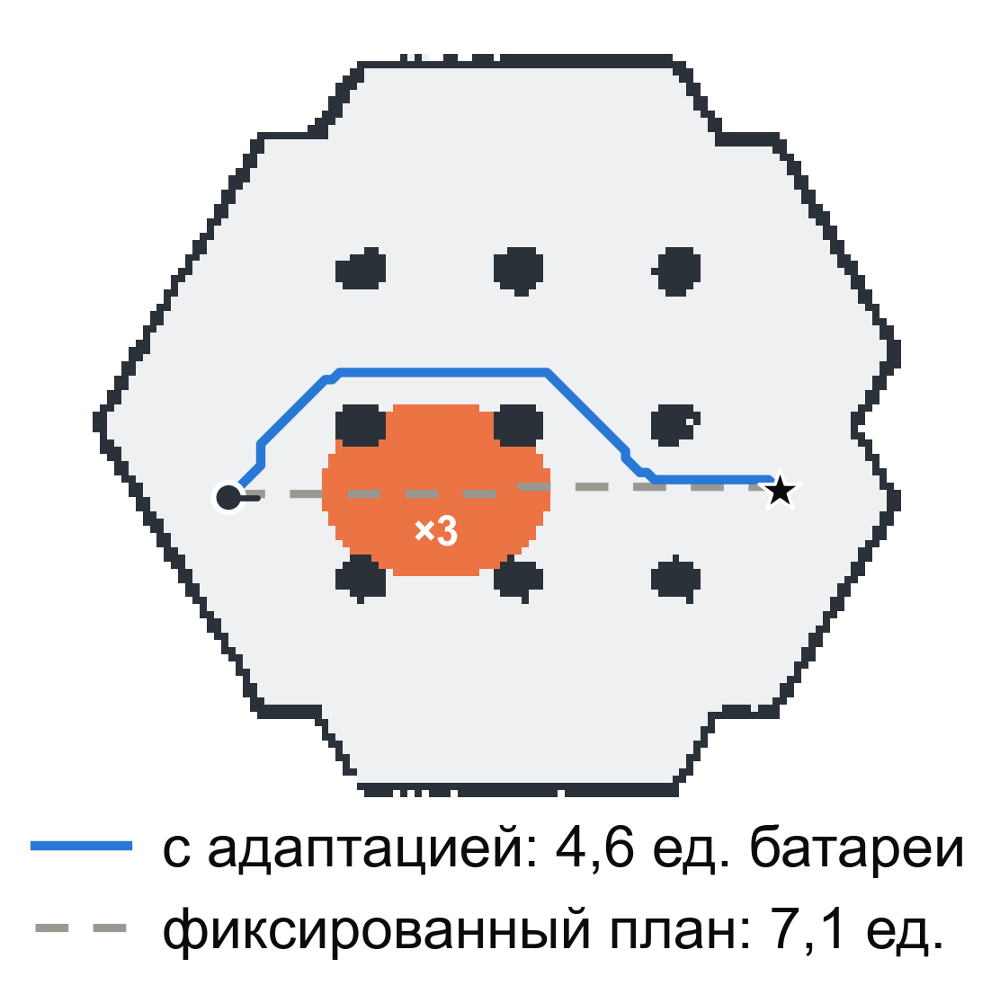 ×3
с адаптацией: 4,6 ед. батареи
фиксированный план: 7,1 ед.